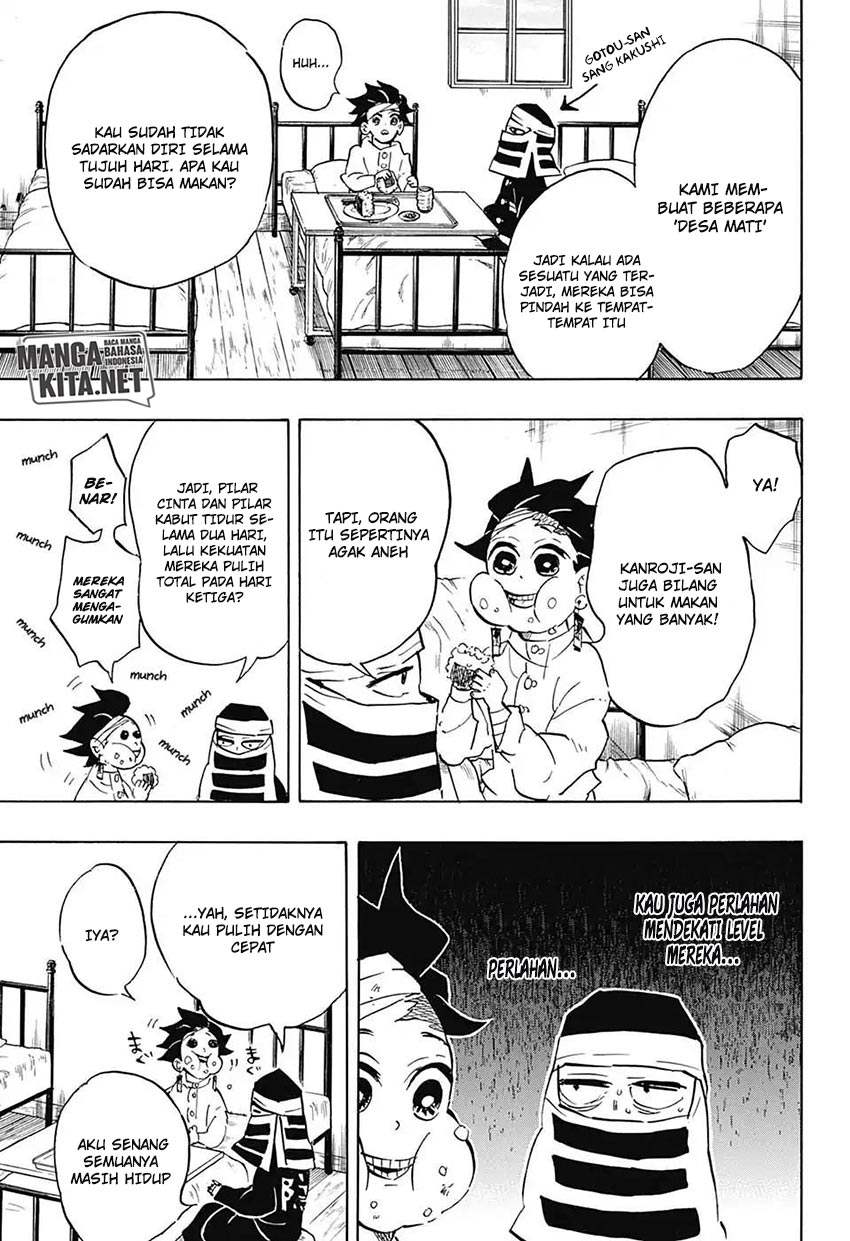 GOTOU-SAN
SANG KAKUSHI
KAMI MEM-
BUAT BEBERAPA
'DESA MATI'
JADI KALAU ADA
SESUATU YANG TER-
JADI, MEREKA BISA
PINDAH KE TEMPAT-
TEMPAT ITU
HUH...
KAU SUDAH TIDAK
SADARKAN DIRI SELAMA
TUJUH HARI. APA KAU
SUDAH BISA MAKAN?
MANGA
KITA.NET
BACA MANGA
BAHASA
INDONESIA
YA!
KANROJI-SAN
JUGA BILANG
UNTUK MAKAN
YANG BANYAK!
TAPI, ORANG
ITU SEPERTINYA
AGAK ANEH
JADI, PILAR
CINTA DAN PILAR
KABUT TIDUR SE-
LAMA DUA HARI,
LALU KEKUATAN
MEREKA PULIH
TOTAL PADA HARI
KETIGA?
BE-
NAR!
MEREKA
SANGAT
MENGA-
GUMKAN
munch
munch
munch
munch
munch
munch
munch
KAU JUGA PERLAHAN
MENDEKATI LEVEL
MEREKA...
PERLAHAN...
...YAH, SETIDAKNYA
KAU PULIH DENGAN
CEPAT
IYA?
まぐ
まぐ
AKU SENANG
SEMUANYA
MASIH HIDUP